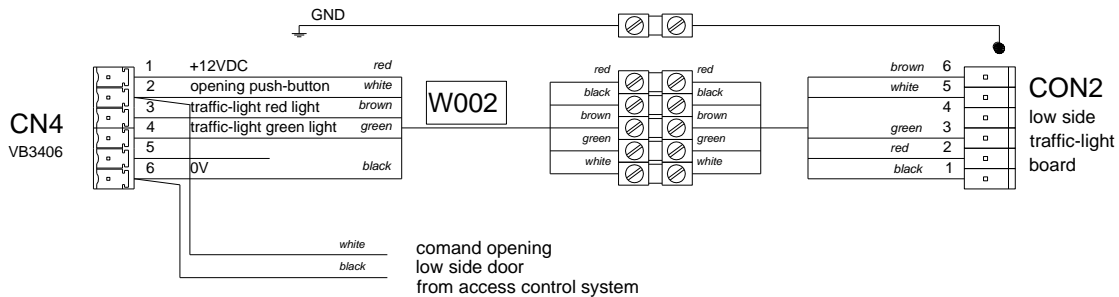 GND
1 +12VDC red
2 opening push-button white
3 traffic-light red light brown
4 traffic-light green light green
5
6 0V black
CN4
VB3406
W002
red red
black black
brown brown
green green
white white
brown 6
white 5
4
green 3
red 2
black 1
CON2
low side
traffic-light
board
white comand opening
black low side door
from access control system